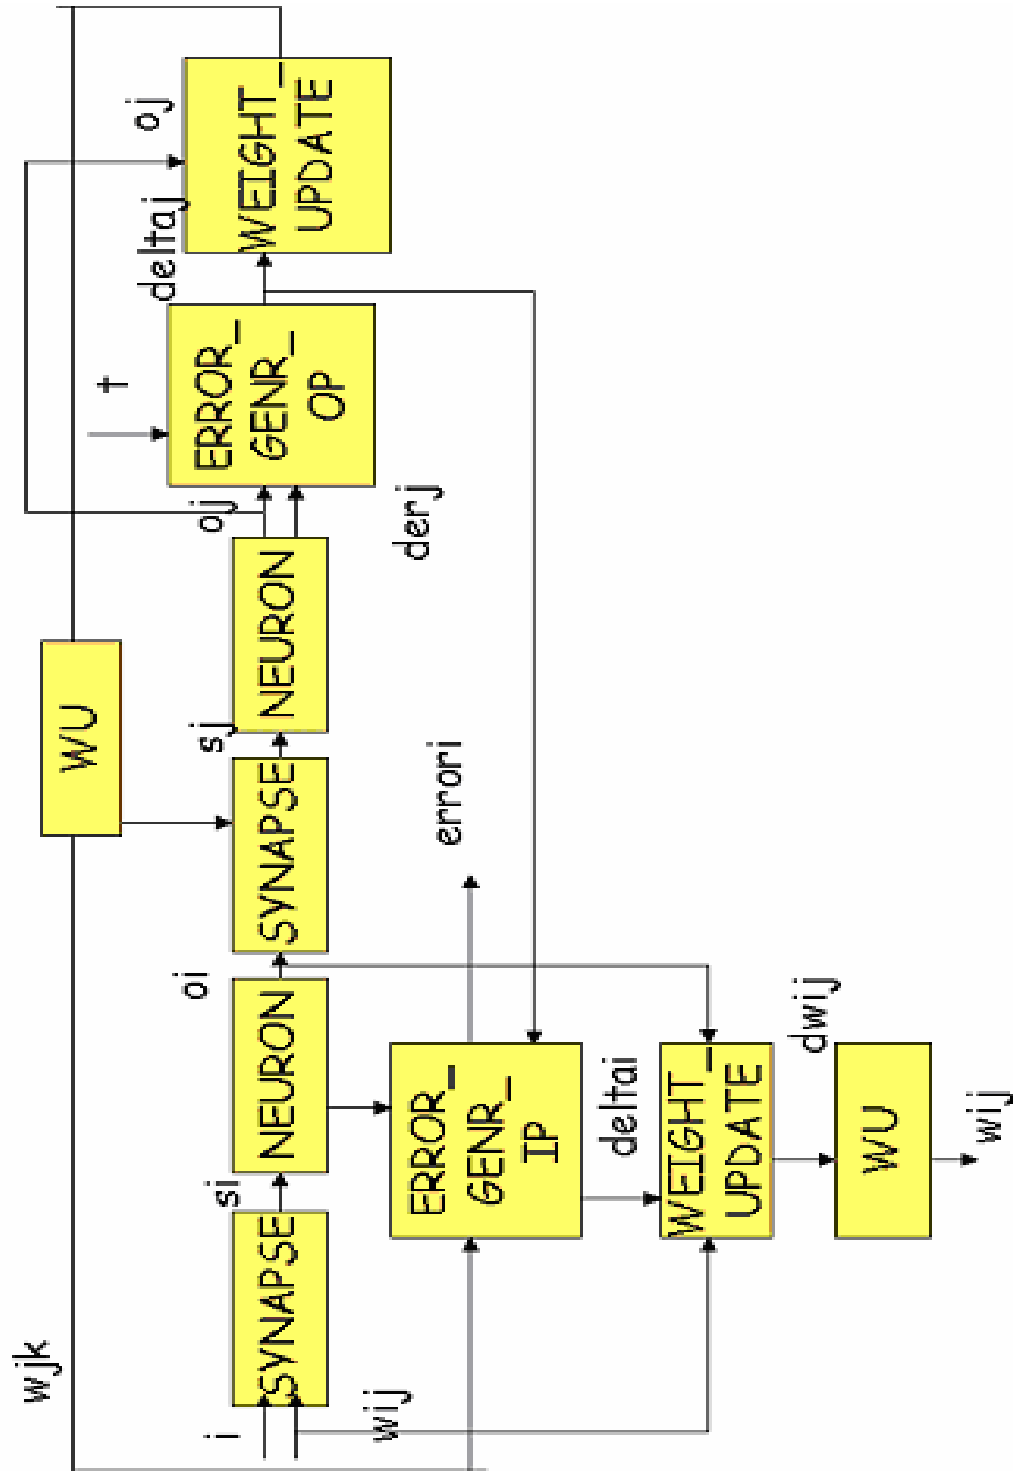 wjk
WU
t
deltaj
oj
i
si
oi
sj
oj
SYNAPSE
NEURON
SYNAPSE
NEURON
ERROR_
GENR_
OP
WEIGHT_
UPDATE
wij
derj
ERROR_
GENR_
IP
errori
deltai
WEIGHT_
UPDATE
dwij
WU
wij